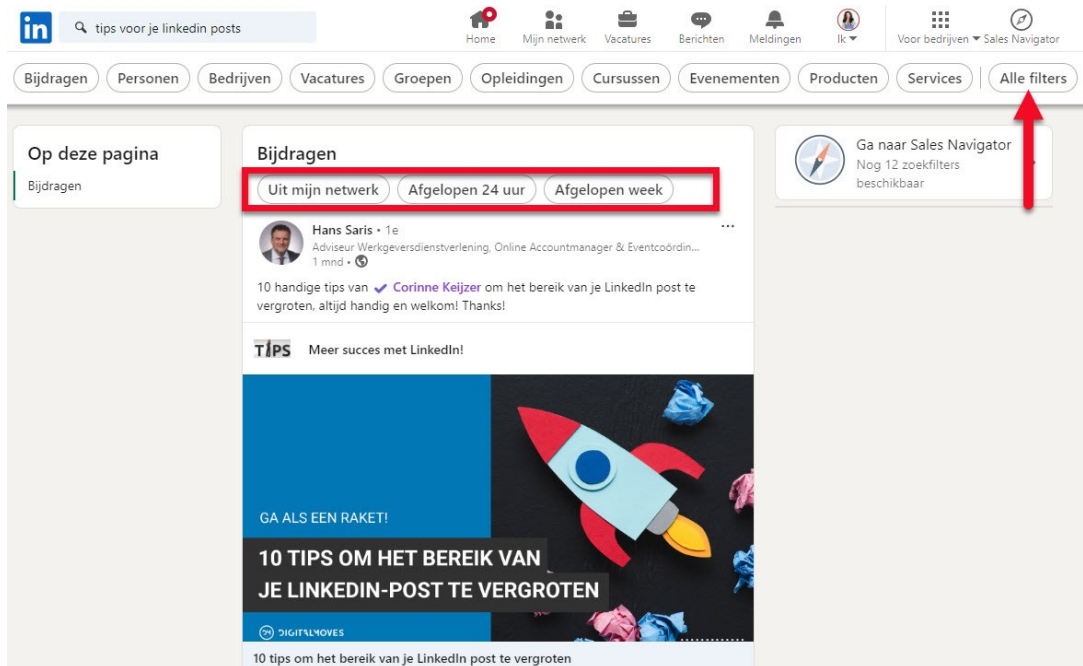 in
tips voor je linkedin posts
Home
Mijn netwerk
Vacatures
Berichten
Meldingen
Ik
Voor bedrijven
Sales Navigator
Bijdragen
Personen
Bedrijven
Vacatures
Groepen
Opleidingen
Cursussen
Evenementen
Producten
Services
Alle filters
Op deze pagina
Bijdragen
Bijdragen
Uit mijn netwerk
Afgelopen 24 uur
Afgelopen week
Hans Saris • 1e
Adviseur Werkgeversdienstverlening, Online Accountmanager & Eventcoördin...
1 mnd •
10 handige tips van Corinne Keijzer om het bereik van je LinkedIn post te
vergroten, altijd handig en welkom! Thanks!
TIPS Meer succes met LinkedIn!
GA ALS EEN RAKET!
10 TIPS OM HET BEREIK VAN
JE LINKEDIN-POST TE VERGROTEN
DIGITALMOVES
10 tips om het bereik van je LinkedIn post te vergroten
Ga naar Sales Navigator
Nog 12 zoekfilters
beschikbaar